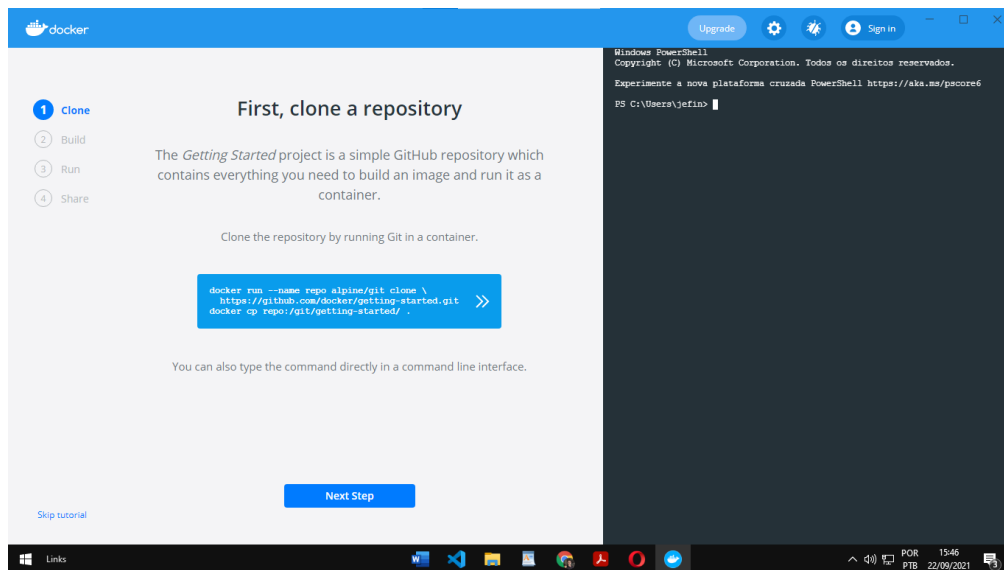 docker
Upgrade
Sign in
1 Clone
2 Build
3 Run
4 Share
First, clone a repository
The Getting Started project is a simple GitHub repository which
contains everything you need to build an image and run it as a
container.
Clone the repository by running Git in a container.
docker run --name repo alpine/git clone \
https://github.com/docker/getting-started.git
docker cp repo:/git/getting-started/ .
You can also type the command directly in a command line interface.
Next Step
Skip tutorial
Windows PowerShell
Copyright (C) Microsoft Corporation. Todos os direitos reservados.
Experimente a nova plataforma cruzada PowerShell https://aka.ms/pscore6
PS C:\Users\jefin>
Links
POR
PTB
15:46
22/09/2021
3